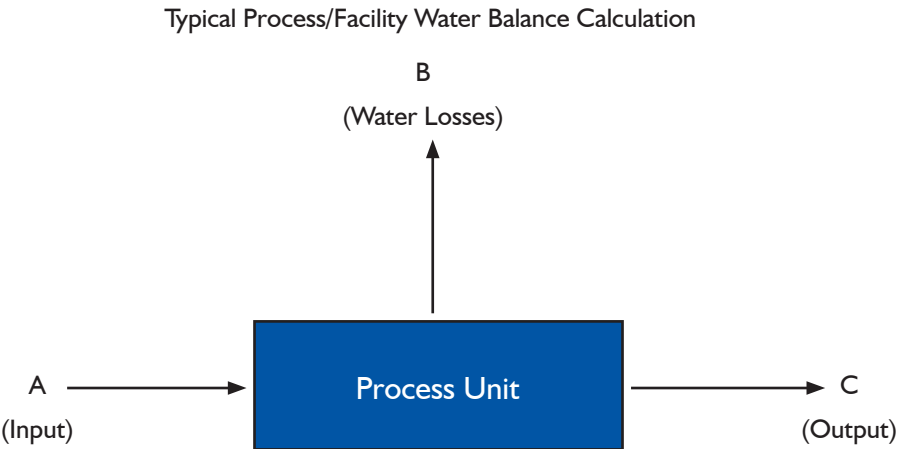 Typical Process/Facility Water Balance Calculation
B
(Water Losses)
A
(Input)
Process Unit
C
(Output)